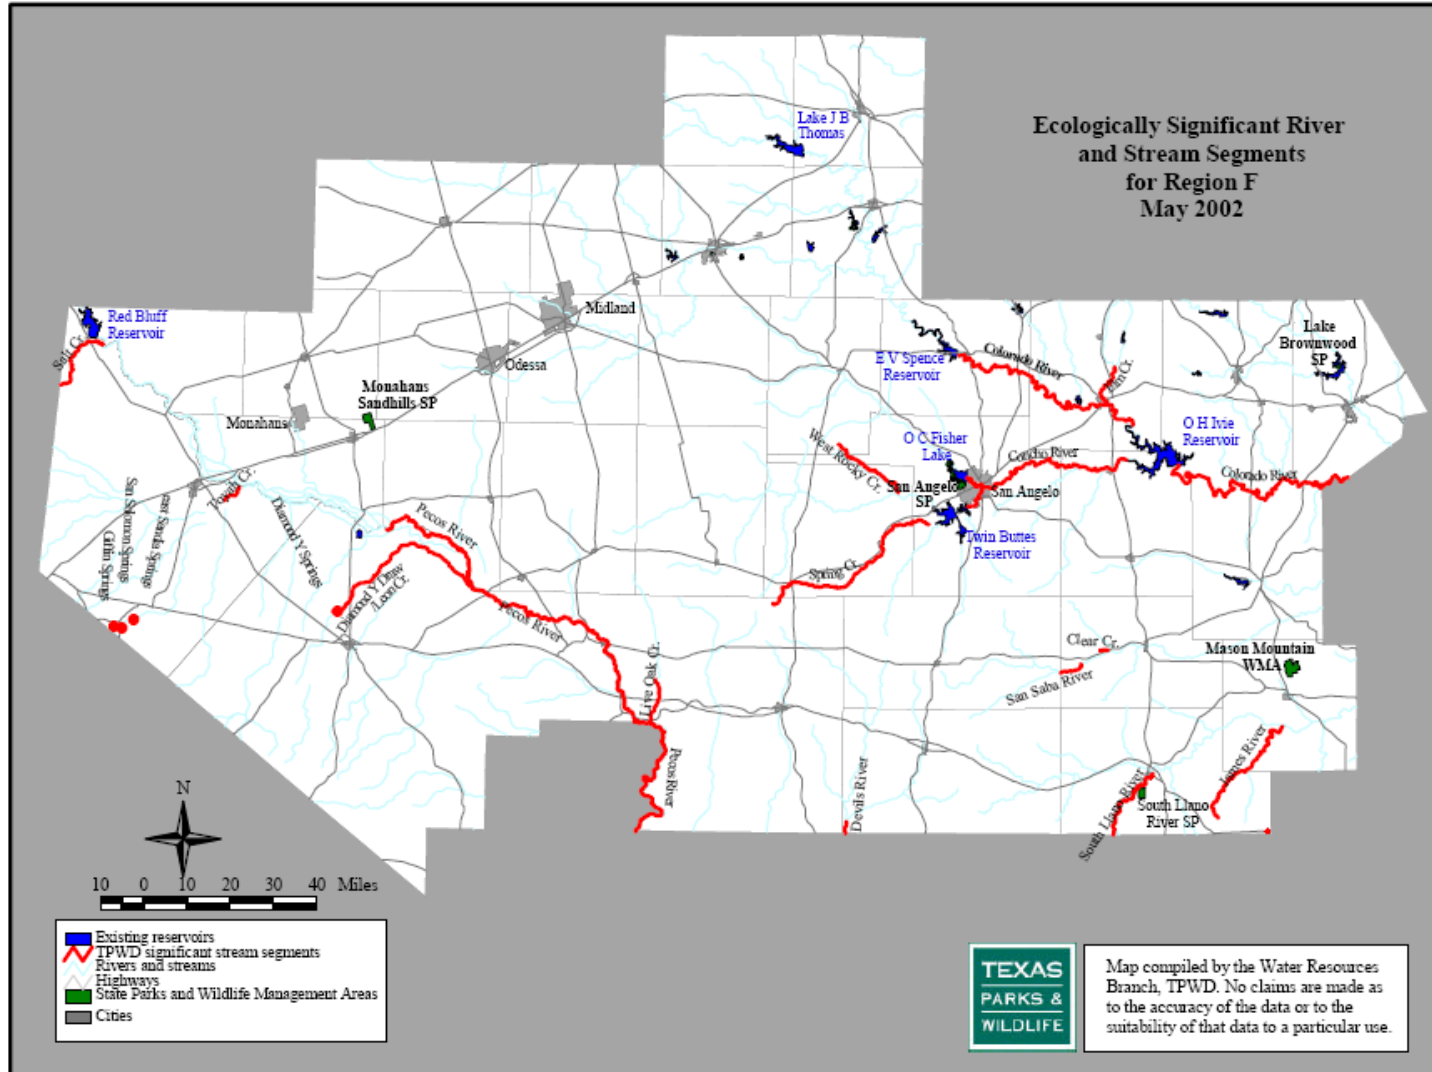 Ecologically Significant River
and Stream Segments
for Region F
May 2002
Lake J B
Thomas
Red Bluff
Reservoir
Salt Cr.
Midland
Odessa
Monahans
Sandhills SP
Monahans
E V Spence
Reservoir
Colorado River
Elm Cr.
Lake
Brownwood
SP
O H Ivie
Reservoir
O C Fisher
Lake
West Rocky Cr.
Concho River
Colorado River
San Angelo
SP
San Angelo
Twin Buttes
Reservoir
Spring Cr.
Toyah Cr.
San Solomon Springs
Giffin Springs
East Sandia Springs
Diamond Y Springs
Pecos River
Diamond Y Draw
/Leon Cr.
Pecos River
Live Oak Cr.
Pecos River
Clear Cr.
San Saba River
Mason Mountain
WMA
Devils River
South Llano River
South Llano
River SP
James River
N
10 0 10 20 30 40 Miles
Existing reservoirs
TPWD significant stream segments
Rivers and streams
Highways
State Parks and Wildlife Management Areas
Cities
TEXAS
PARKS &
WILDLIFE
Map compiled by the Water Resources
Branch, TPWD. No claims are made as
to the accuracy of the data or to the
suitability of that data to a particular use.